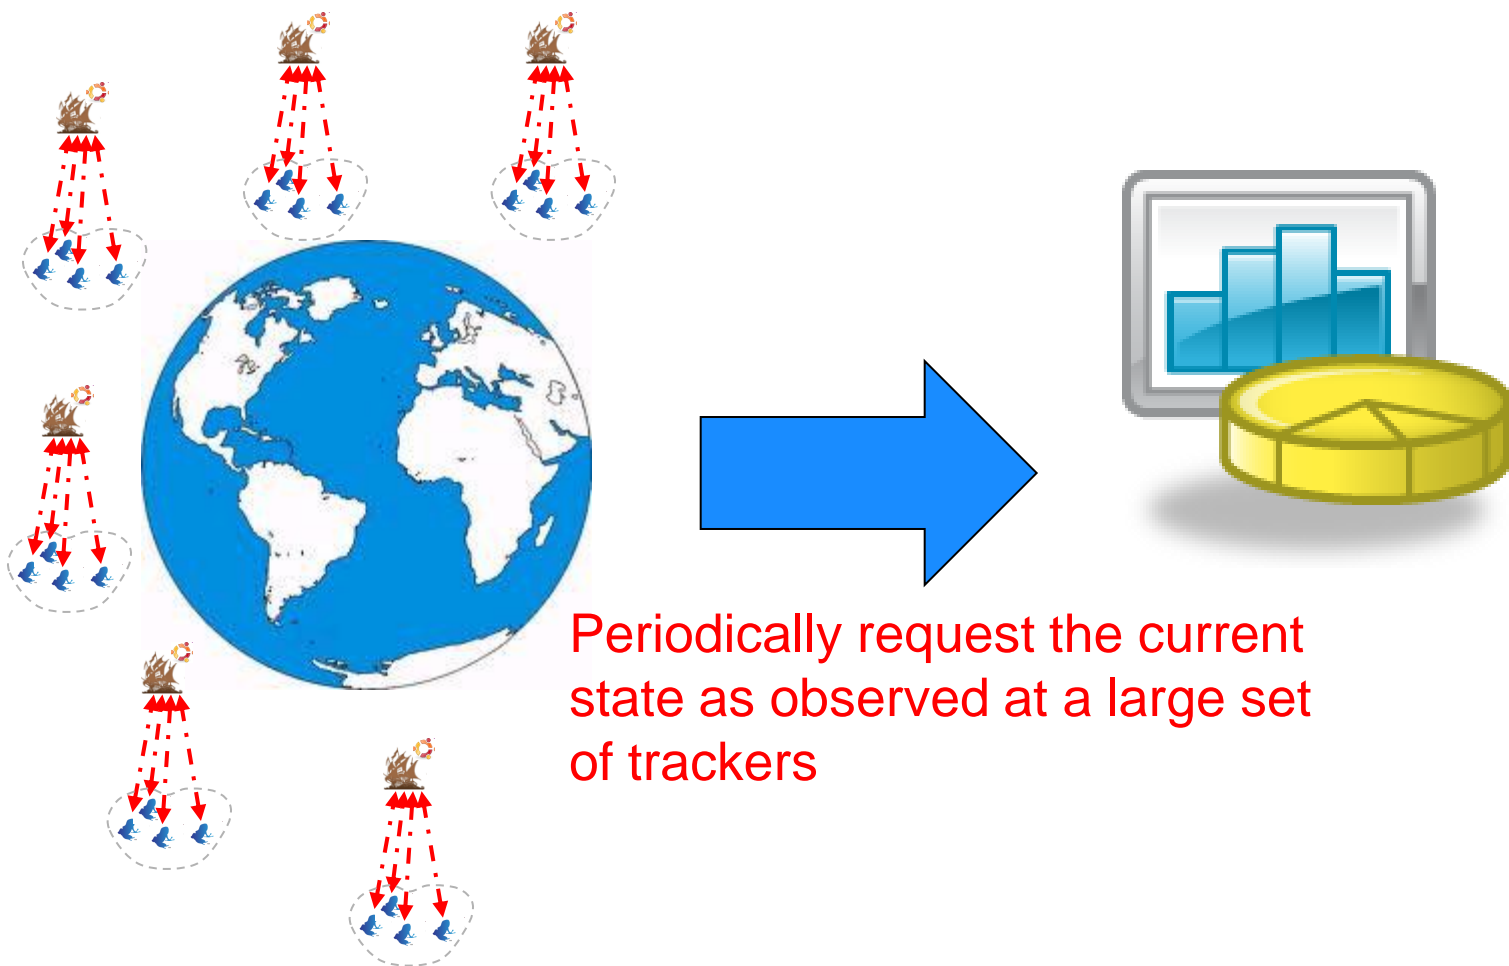 Periodically request the current
state as observed at a large set
of trackers